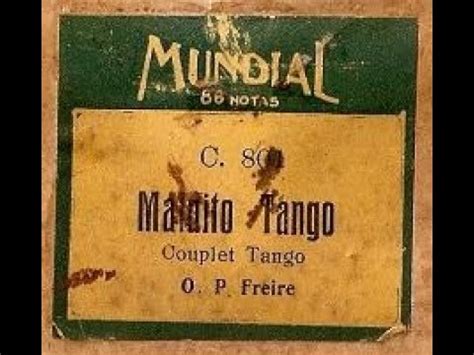 MUNDIAL
88 NOTAS
C.
Maldito Tango
Couplet Tango
O. P. Freire